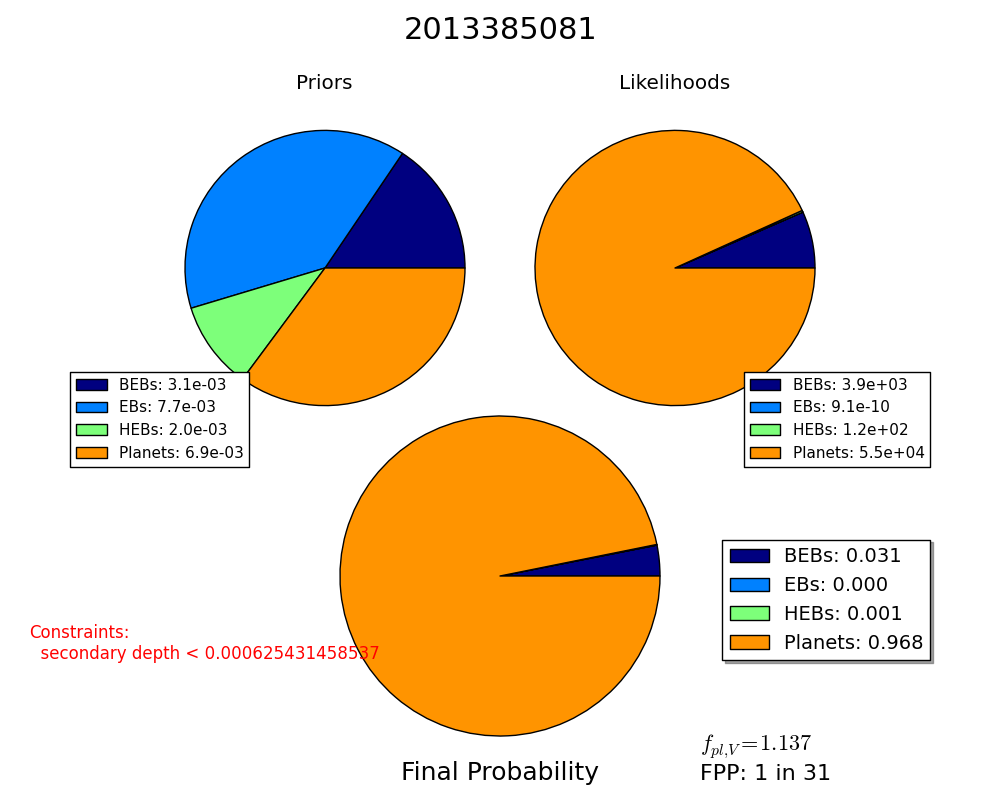 2013385081
Priors
Likelihoods
BEBs: 3.1e-03
EBs: 7.7e-03
HEBs: 2.0e-03
Planets: 6.9e-03
BEBs: 3.9e+03
EBs: 9.1e-10
HEBs: 1.2e+02
Planets: 5.5e+04
BEBs: 0.031
EBs: 0.000
HEBs: 0.001
Planets: 0.968
Constraints:
secondary depth < 0.000625431458537
f_{pl,V}=1.137
Final Probability
FPP: 1 in 31